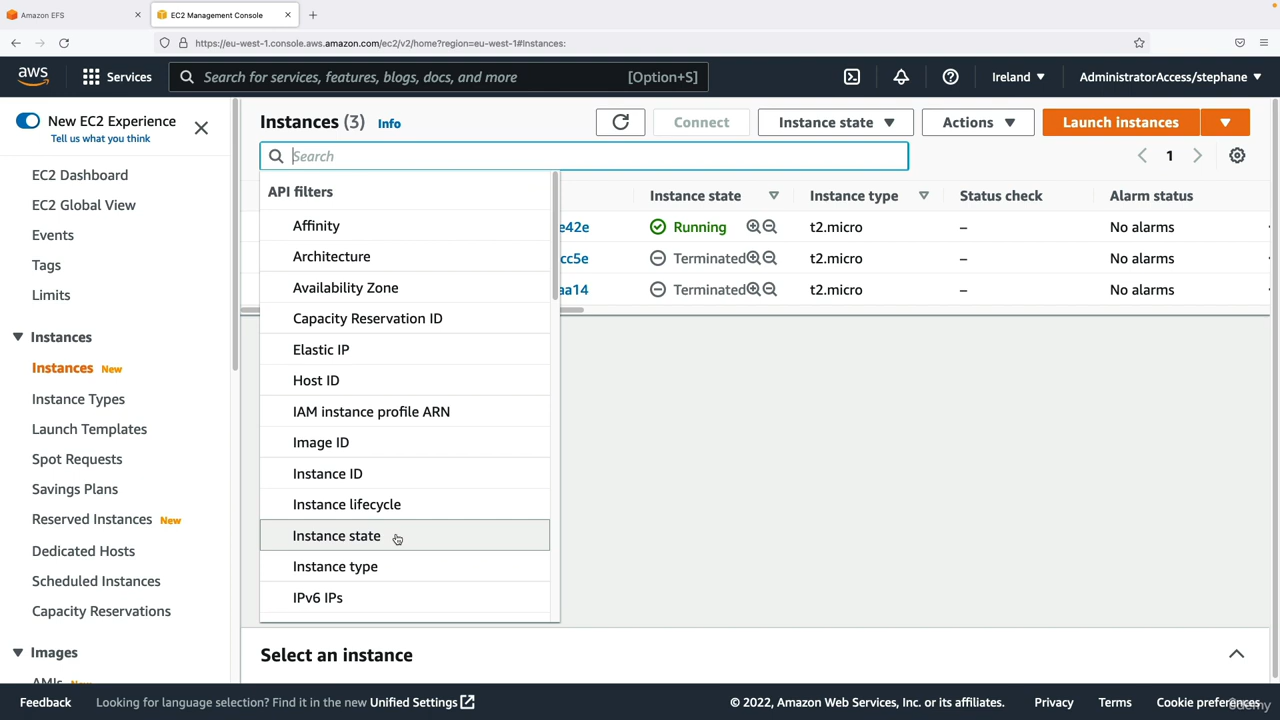 Amazon EFS
EC2 Management Console
https://eu-west-1.console.aws.amazon.com/ec2/v2/home?region=eu-west-1#Instances:
aws
Services
Search for services, features, blogs, docs, and more
[Option+S]
Ireland
AdministratorAccess/stephane
New EC2 Experience
Tell us what you think
EC2 Dashboard
EC2 Global View
Events
Tags
Limits
Instances
Instances New
Instance Types
Launch Templates
Spot Requests
Savings Plans
Reserved Instances New
Dedicated Hosts
Scheduled Instances
Capacity Reservations
Images
AMIs New
Instances (3) Info
Connect
Instance state
Actions
Launch instances
Search
1
API filters
Affinity
Architecture
Availability Zone
Capacity Reservation ID
Elastic IP
Host ID
IAM instance profile ARN
Image ID
Instance ID
Instance lifecycle
Instance state
Instance type
IPv6 IPs
Instance state Instance type Status check Alarm status
e42e Running t2.micro – No alarms
cc5e Terminated t2.micro – No alarms
aa14 Terminated t2.micro – No alarms
Select an instance
Feedback
Looking for language selection? Find it in the new Unified Settings
© 2022, Amazon Web Services, Inc. or its affiliates.
Privacy
Terms
Cookie preferences
Udemy